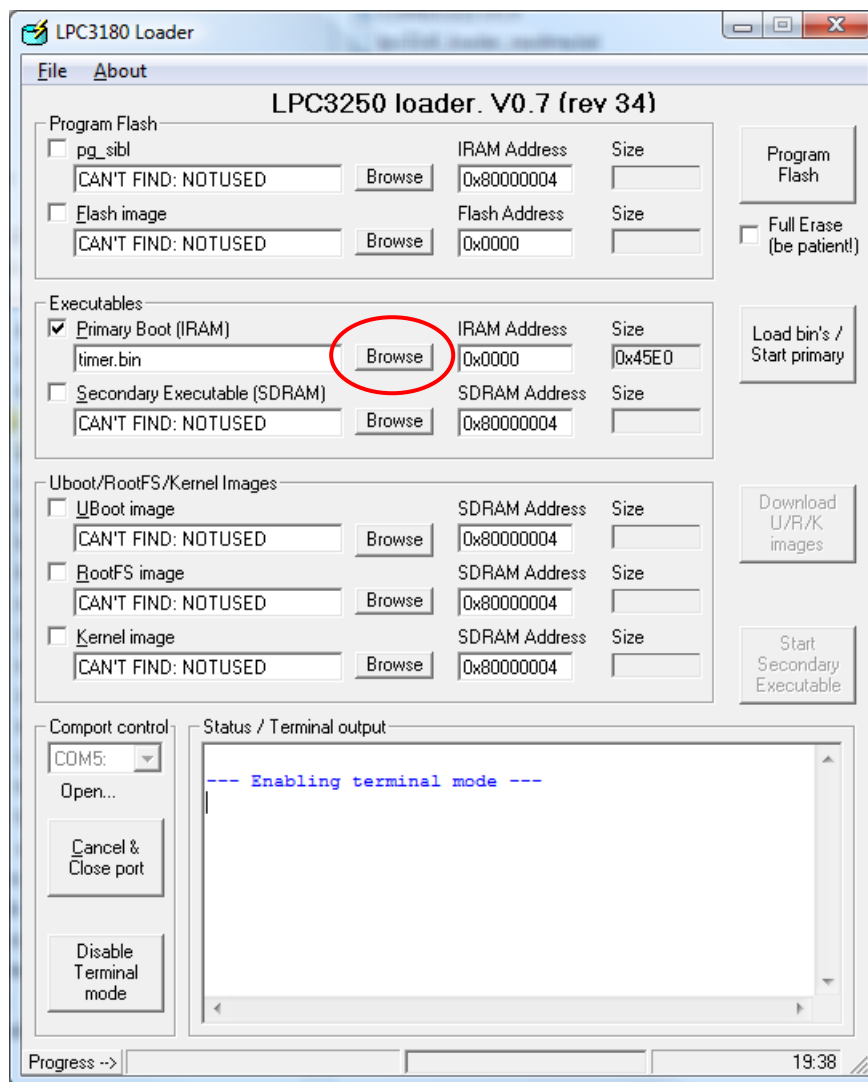 LPC3180 Loader
File About
LPC3250 loader. V0.7 (rev 34)
Program Flash
pg_sibl IRAM Address Size
CAN'T FIND: NOTUSED Browse 0x80000004
Flash image Flash Address Size
CAN'T FIND: NOTUSED Browse 0x0000
Program
Flash
Full Erase
(be patient!)
Executables
Primary Boot (IRAM) IRAM Address Size
timer.bin Browse 0x0000 0x45E0
Secondary Executable (SDRAM) SDRAM Address Size
CAN'T FIND: NOTUSED Browse 0x80000004
Load bin's /
Start primary
Uboot/RootFS/Kernel Images
UBoot image SDRAM Address Size
CAN'T FIND: NOTUSED Browse 0x80000004
RootFS image SDRAM Address Size
CAN'T FIND: NOTUSED Browse 0x80000004
Kernel image SDRAM Address Size
CAN'T FIND: NOTUSED Browse 0x80000004
Download
U/R/K
images
Start
Secondary
Executable
Comport control
COM5:
Open...
Cancel &
Close port
Disable
Terminal
mode
Status / Terminal output
--- Enabling terminal mode ---
Progress --> 19:38